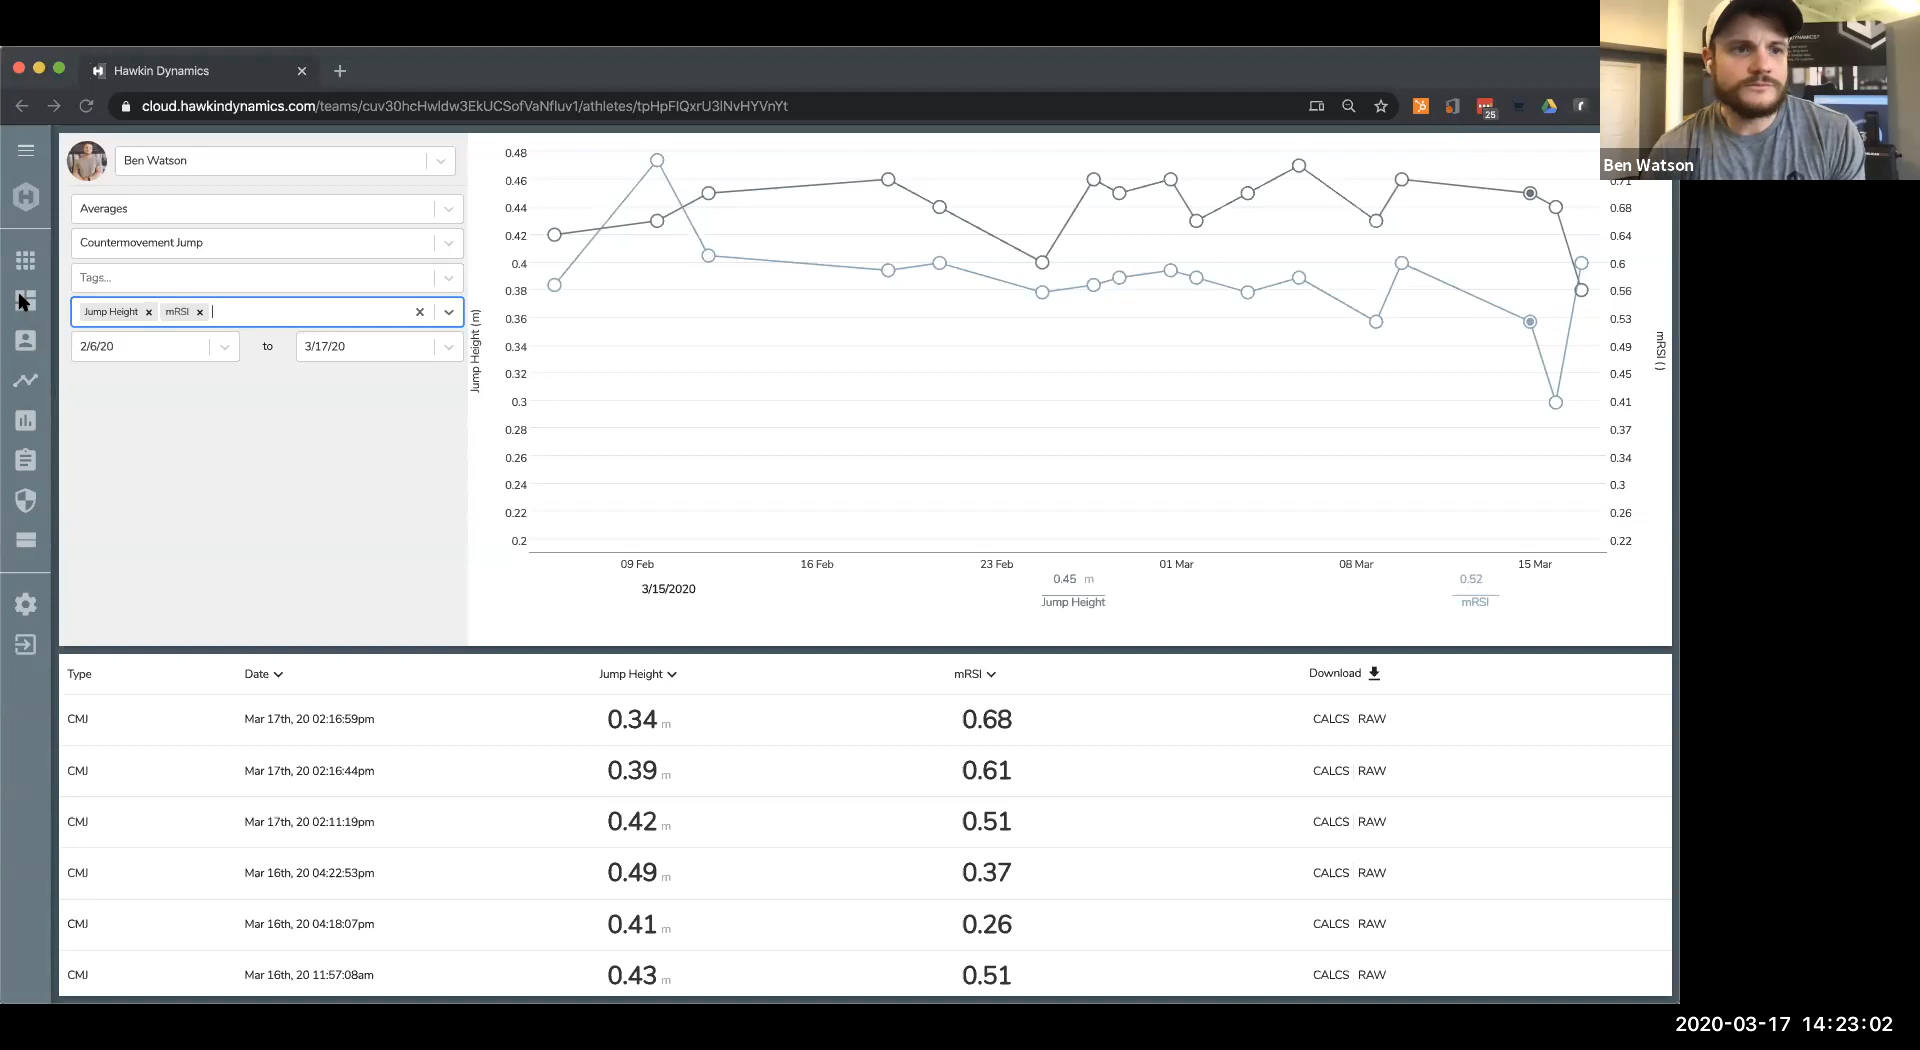 Hawkin Dynamics
cloud.hawkindynamics.com/teams/cuv30hcHwldw3EkUCSofVaNfluv1/athletes/tpHpFlQxrU3lNvHYVnYt
25
Ben Watson
Ben Watson
Averages
Countermovement Jump
Tags...
Jump Height
mRSI
2/6/20 to 3/17/20
Jump Height (m)
0.48
0.46
0.44
0.42
0.4
0.38
0.36
0.34
0.32
0.3
0.28
0.26
0.24
0.22
0.2
0.71
0.68
0.64
0.6
0.56
0.53
0.49
0.45
0.41
0.37
0.34
0.3
0.26
0.22
mRSI ()
09 Feb 16 Feb 23 Feb 01 Mar 08 Mar 15 Mar
3/15/2020
0.45 m
Jump Height
0.52
mRSI
Type Date Jump Height mRSI Download
CMJ Mar 17th, 20 02:16:59pm 0.34 m 0.68 CALCS RAW
CMJ Mar 17th, 20 02:16:44pm 0.39 m 0.61 CALCS RAW
CMJ Mar 17th, 20 02:11:19pm 0.42 m 0.51 CALCS RAW
CMJ Mar 16th, 20 04:22:53pm 0.49 m 0.37 CALCS RAW
CMJ Mar 16th, 20 04:18:07pm 0.41 m 0.26 CALCS RAW
CMJ Mar 16th, 20 11:57:08am 0.43 m 0.51 CALCS RAW
2020-03-17 14:23:02